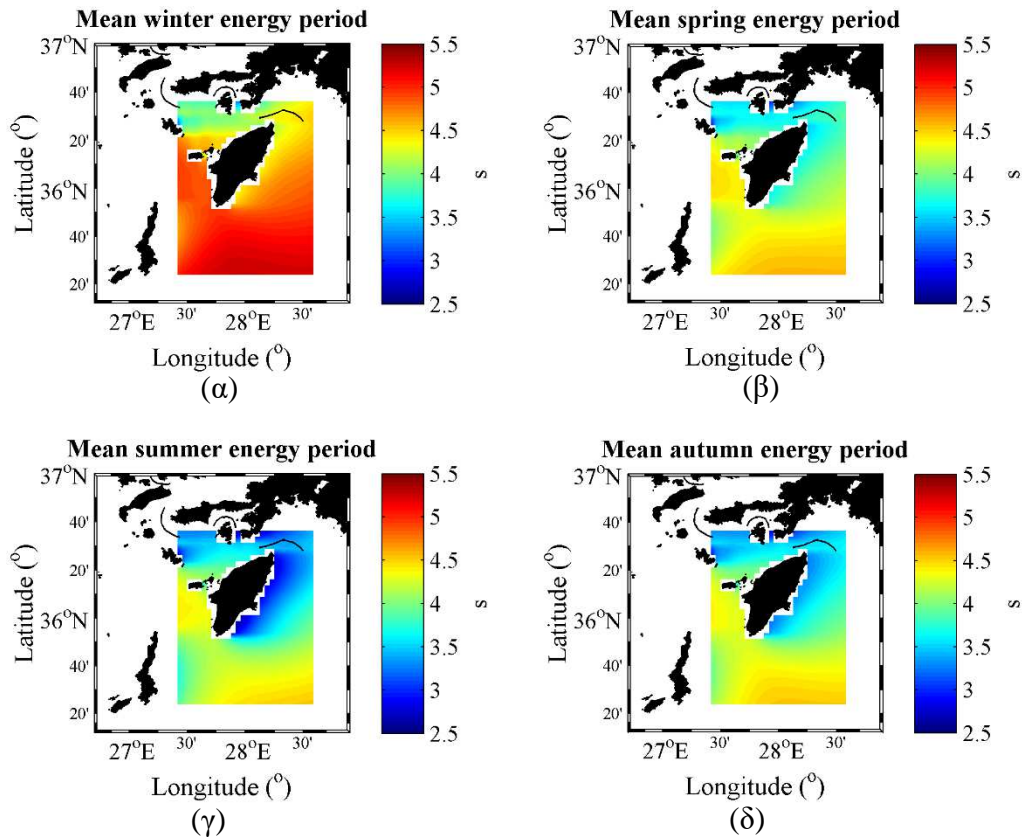 Mean winter energy period
37°N
40'
20'
36°N
40'
20'
27°E 30' 28°E 30'
Latitude (°)
Longitude (°)
5.5
5
4.5
4
3.5
3
2.5
s
(α)
Mean spring energy period
37°N
40'
20'
36°N
40'
20'
27°E 30' 28°E 30'
Latitude (°)
Longitude (°)
5.5
5
4.5
4
3.5
3
2.5
s
(β)
Mean summer energy period
37°N
40'
20'
36°N
40'
20'
27°E 30' 28°E 30'
Latitude (°)
Longitude (°)
5.5
5
4.5
4
3.5
3
2.5
s
(γ)
Mean autumn energy period
37°N
40'
20'
36°N
40'
20'
27°E 30' 28°E 30'
Latitude (°)
Longitude (°)
5.5
5
4.5
4
3.5
3
2.5
s
(δ)